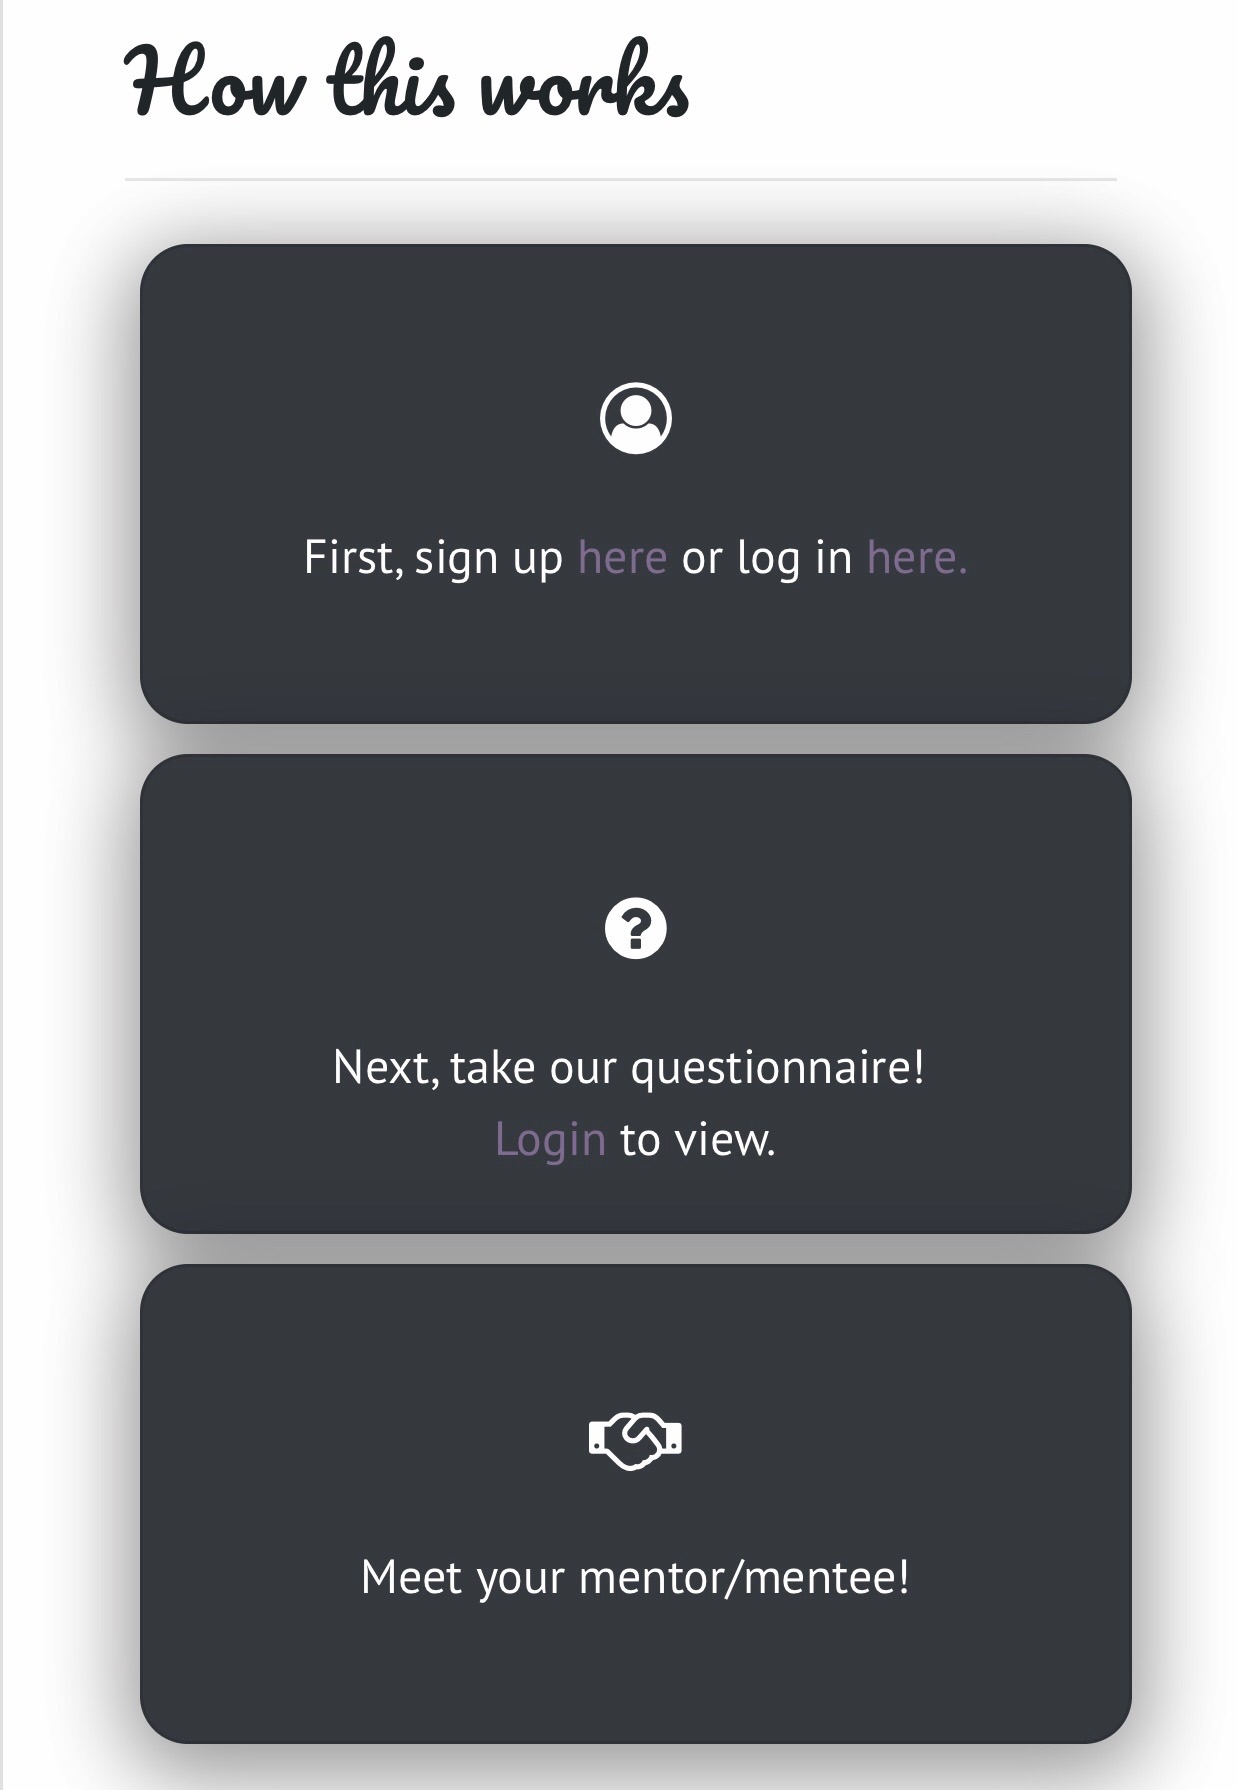 How this works
First, sign up here or log in here.
Next, take our questionnaire!
Login to view.
Meet your mentor/mentee!